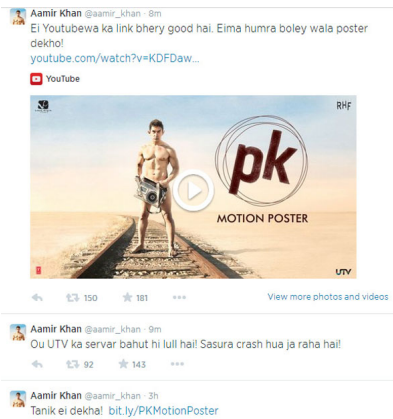 Aamir Khan @aamir_khan · 8m
Ei Youtubewa ka link bhery good hai. Eima humra boley wala poster
dekho!
youtube.com/watch?v=KDFDaw...
YouTube
RHF
pk
MOTION POSTER
UTV
150 181 ••• View more photos and videos
Aamir Khan @aamir_khan · 9m
Ou UTV ka servar bahut hi lull hai! Sasura crash hua ja raha hai!
92 143 •••
Aamir Khan @aamir_khan · 3h
Tanik ei dekha! bit.ly/PKMotionPoster